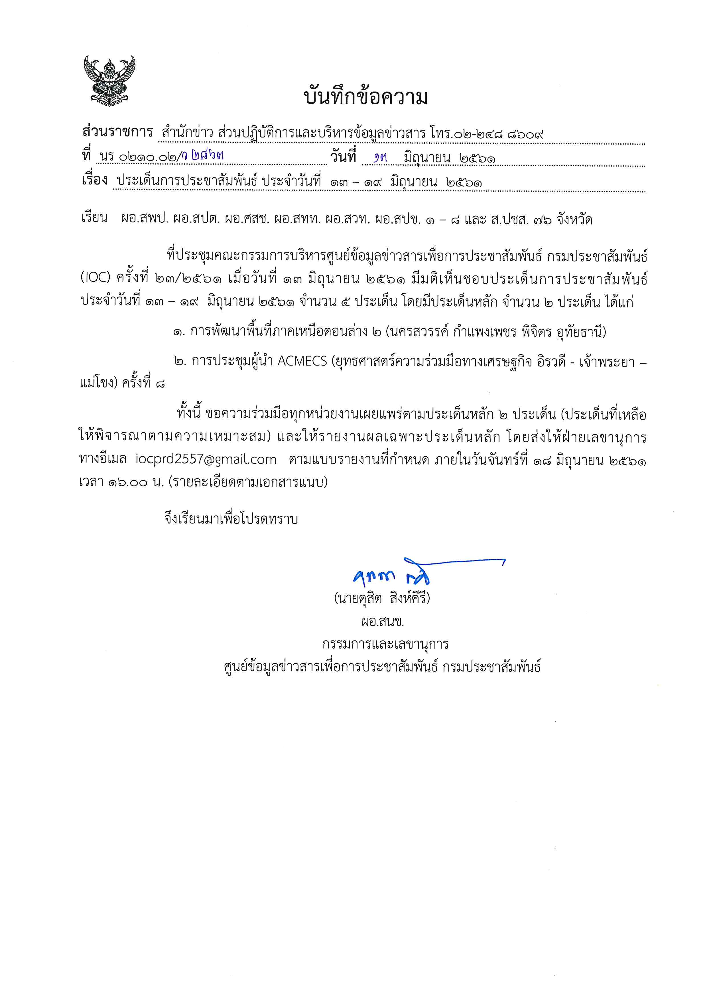 บันทึกข้อความ
ส่วนราชการ สำนักข่าว ส่วนปฏิบัติการและบริหารข้อมูลข่าวสาร โทร.๐๒-๒๔๘ ๘๖๐๙
ที่ นร ๐๒๑๐.๐๒/ว ๒๘๖๓ วันที่ ๑๓ มิถุนายน ๒๕๖๑
เรื่อง ประเด็นการประชาสัมพันธ์ ประจำวันที่ ๑๓ – ๑๙ มิถุนายน ๒๕๖๑
เรียน ผอ.สพป. ผอ.สปต. ผอ.ศสช. ผอ.สทท. ผอ.สวท. ผอ.สปข. ๑ – ๘ และ ส.ปชส. ๗๖ จังหวัด
ที่ประชุมคณะกรรมการบริหารศูนย์ข้อมูลข่าวสารเพื่อการประชาสัมพันธ์ กรมประชาสัมพันธ์
(IOC) ครั้งที่ ๒๓/๒๕๖๑ เมื่อวันที่ ๑๓ มิถุนายน ๒๕๖๑ มีมติเห็นชอบประเด็นการประชาสัมพันธ์
ประจำวันที่ ๑๓ – ๑๙ มิถุนายน ๒๕๖๑ จำนวน ๕ ประเด็น โดยมีประเด็นหลัก จำนวน ๒ ประเด็น ได้แก่
๑. การพัฒนาพื้นที่ภาคเหนือตอนล่าง ๒ (นครสวรรค์ กำแพงเพชร พิจิตร อุทัยธานี)
๒. การประชุมผู้นำ ACMECS (ยุทธศาสตร์ความร่วมมือทางเศรษฐกิจ อิรวดี - เจ้าพระยา –
แม่โขง) ครั้งที่ ๘
ทั้งนี้ ขอความร่วมมือทุกหน่วยงานเผยแพร่ตามประเด็นหลัก ๒ ประเด็น (ประเด็นที่เหลือ
ให้พิจารณาตามความเหมาะสม) และให้รายงานผลเฉพาะประเด็นหลัก โดยส่งให้ฝ่ายเลขานุการ
ทางอีเมล iocprd2557@gmail.com ตามแบบรายงานที่กำหนด ภายในวันจันทร์ที่ ๑๘ มิถุนายน ๒๕๖๑
เวลา ๑๖.๐๐ น. (รายละเอียดตามเอกสารแนบ)
จึงเรียนมาเพื่อโปรดทราบ
(นายดุสิต สิงห์คีรี)
ผอ.สนข.
กรรมการและเลขานุการ
ศูนย์ข้อมูลข่าวสารเพื่อการประชาสัมพันธ์ กรมประชาสัมพันธ์